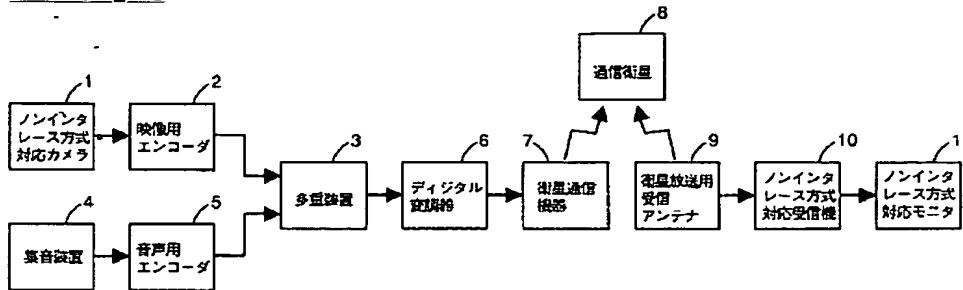 8
通信衛星
1
ノンインタ
レース方式
対応カメラ
2
映像用
エンコーダ
3
多重装置
6
ディジタル
変調器
7
衛星通信
機器
9
衛星放送用
受信
アンテナ
10
ノンインタ
レース方式
対応受信機
1
ノンインタ
レース方式
対応モニタ
4
集音装置
5
音声用
エンコーダ